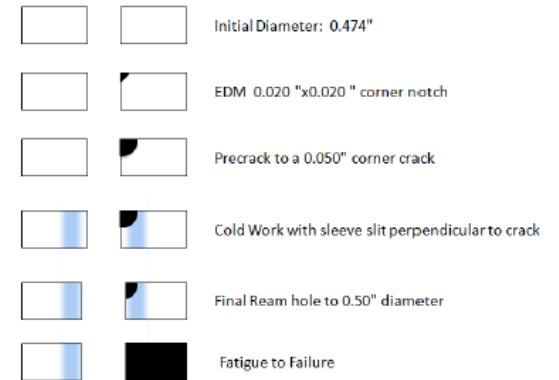 Initial Diameter: 0.474"
EDM 0.020 "x0.020 " corner notch
Precrack to a 0.050" corner crack
Cold Work with sleeve slit perpendicular to crack
Final Ream hole to 0.50" diameter
Fatigue to Failure